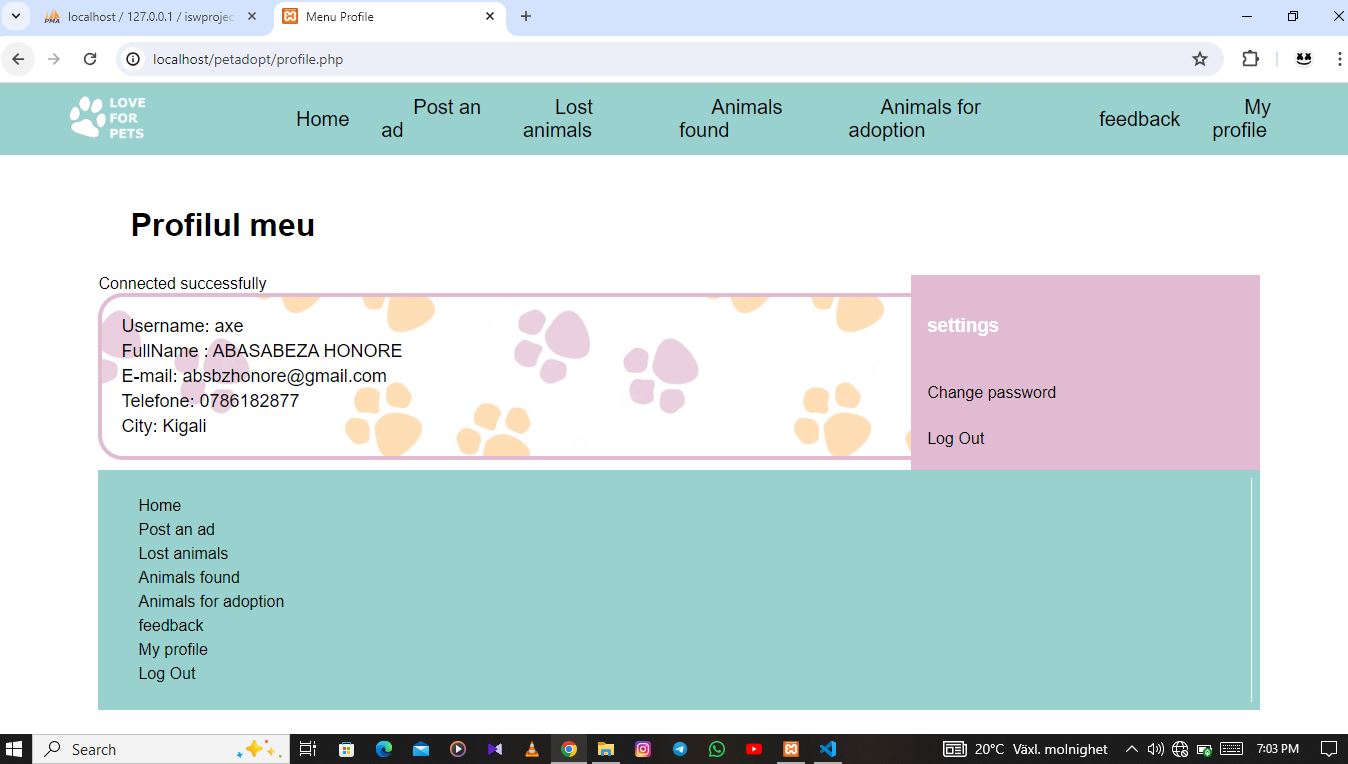 localhost / 127.0.0.1 / iswprojec
Menu Profile
localhost/petadopt/profile.php
LOVE
FOR
PETS
Home
Post an
ad
Lost
animals
Animals
found
Animals for
adoption
feedback
My
profile
Profilul meu
Connected successfully
Username: axe
FullName : ABASABEZA HONORE
E-mail: absbzhonore@gmail.com
Telefone: 0786182877
City: Kigali
settings
Change password
Log Out
Home
Post an ad
Lost animals
Animals found
Animals for adoption
feedback
My profile
Log Out
Search
20°C Växl. molnighet
7:03 PM